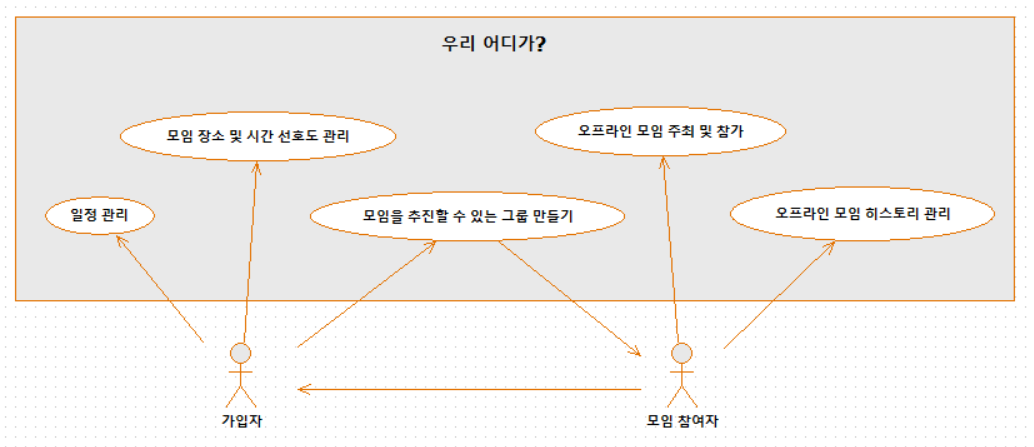 우리 어디가?
모임 장소 및 시간 선호도 관리
오프라인 모임 주최 및 참가
일정 관리
모임을 추진할 수 있는 그룹 만들기
오프라인 모임 히스토리 관리
가입자
모임 참여자